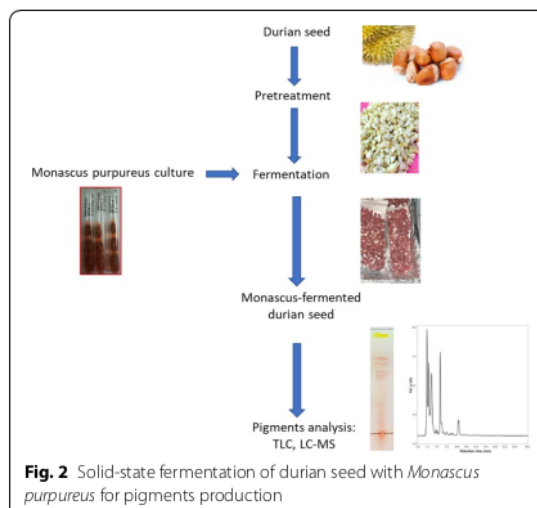 Durian seed
Pretreatment
Monascus purpureus culture
Fermentation
Monascus-fermented
durian seed
Pigments analysis:
TLC, LC-MS
Fig. 2 Solid-state fermentation of durian seed with Monascus
purpureus for pigments production